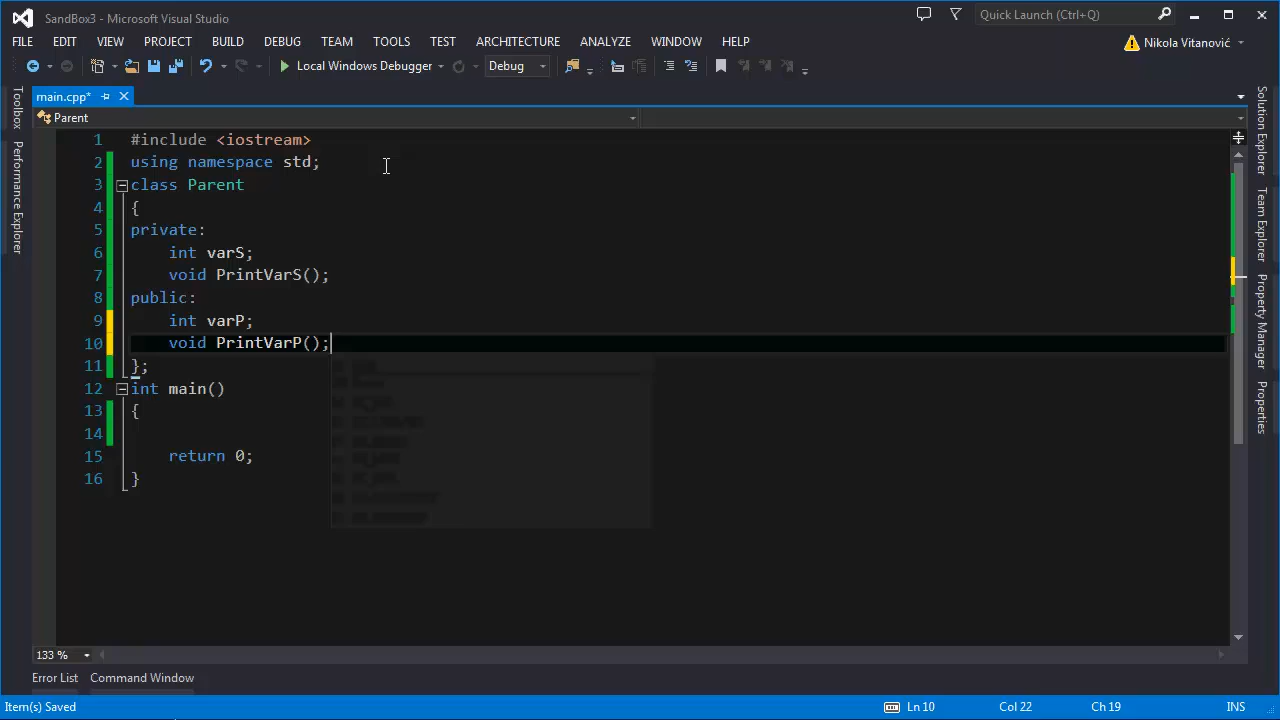 SandBox3 - Microsoft Visual Studio
Quick Launch (Ctrl+Q)
FILE EDIT VIEW PROJECT BUILD DEBUG TEAM TOOLS TEST ARCHITECTURE ANALYZE WINDOW HELP
Nikola Vitanović
Local Windows Debugger Debug
main.cpp*
Parent
Toolbox
Performance Explorer
1 #include <iostream>
2 using namespace std;
3 class Parent
4 {
5 private:
6 int varS;
7 void PrintVarS();
8 public:
9 int varP;
10 void PrintVarP();
11 };
12 int main()
13 {
14
15 return 0;
16 }
Solution Explorer
Team Explorer
Property Manager
Properties
133 %
Error List Command Window
Item(s) Saved Ln 10 Col 22 Ch 19 INS